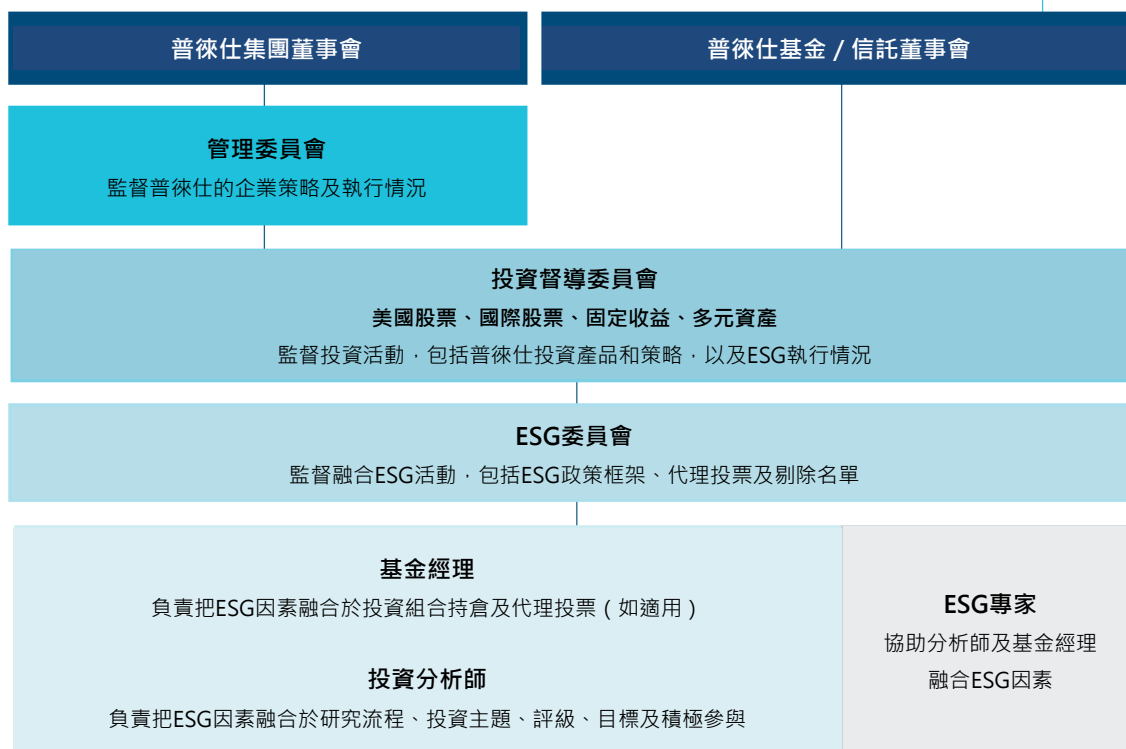 普徠仕集團董事會
普徠仕基金 / 信託董事會
管理委員會
監督普徠仕的企業策略及執行情況
投資督導委員會
美國股票、國際股票、固定收益、多元資產
監督投資活動，包括普徠仕投資產品和策略，以及ESG執行情況
ESG委員會
監督融合ESG活動，包括ESG政策框架、代理投票及剔除名單
基金經理
負責把ESG因素融合於投資組合持倉及代理投票（如適用）
投資分析師
負責把ESG因素融合於研究流程、投資主題、評級、目標及積極參與
ESG專家
協助分析師及基金經理
融合ESG因素